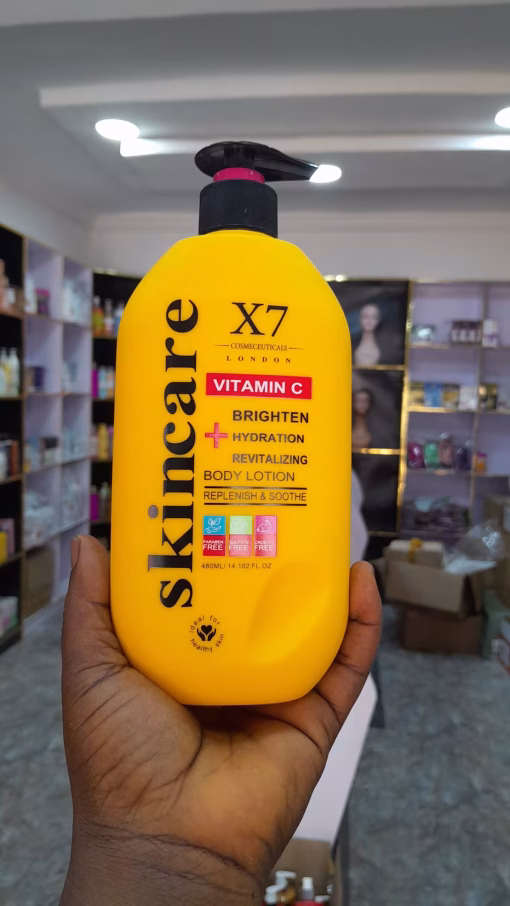 skincare
X7
COSMECEUTICALS
LONDON
VITAMIN C
BRIGHTEN
+ HYDRATION
REVITALIZING
BODY LOTION
REPLENISH & SOOTHE
PARABEN FREE
SULFATE FREE
CRUELTY FREE
480ML/ 14.102 FL.OZ
ideal for healthy skin